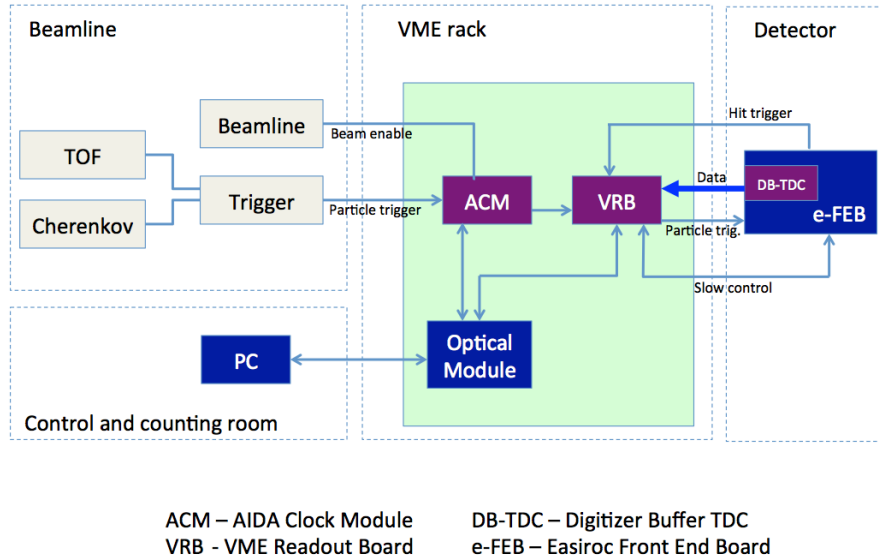 Beamline
VME rack
Detector
Beamline
Beam enable
Hit trigger
TOF
Cherenkov
Trigger
Particle trigger
ACM
VRB
Data
DB-TDC
e-FEB
Particle trig.
Slow control
PC
Optical
Module
Control and counting room
ACM – AIDA Clock Module
DB-TDC – Digitizer Buffer TDC
VRB - VME Readout Board
e-FEB – Easiroc Front End Board